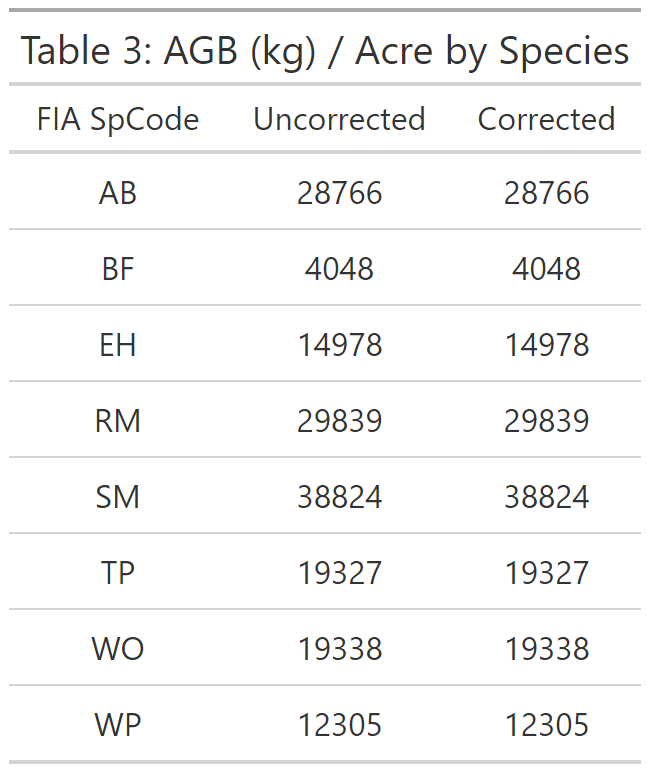 Table 3: AGB (kg) / Acre by Species
FIA SpCode Uncorrected Corrected
AB 28766 28766
BF 4048 4048
EH 14978 14978
RM 29839 29839
SM 38824 38824
TP 19327 19327
WO 19338 19338
WP 12305 12305